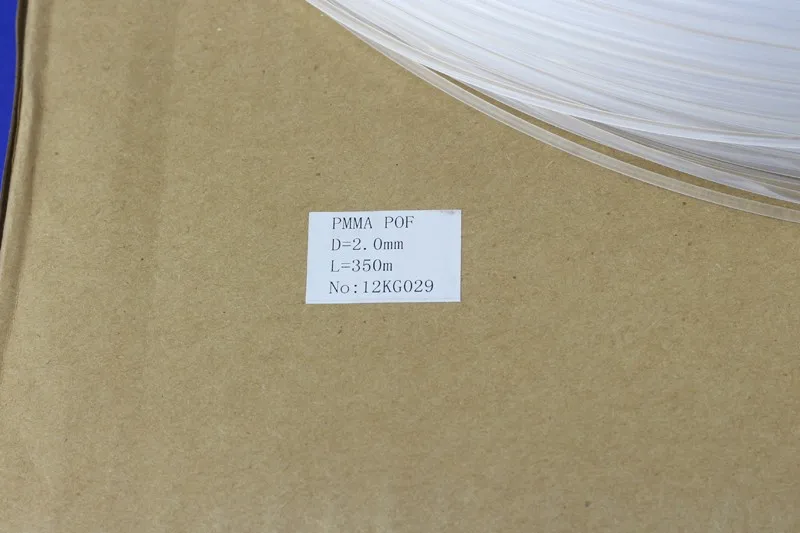 PMMA POF
D=2.0mm
L=350m
No:12KG029